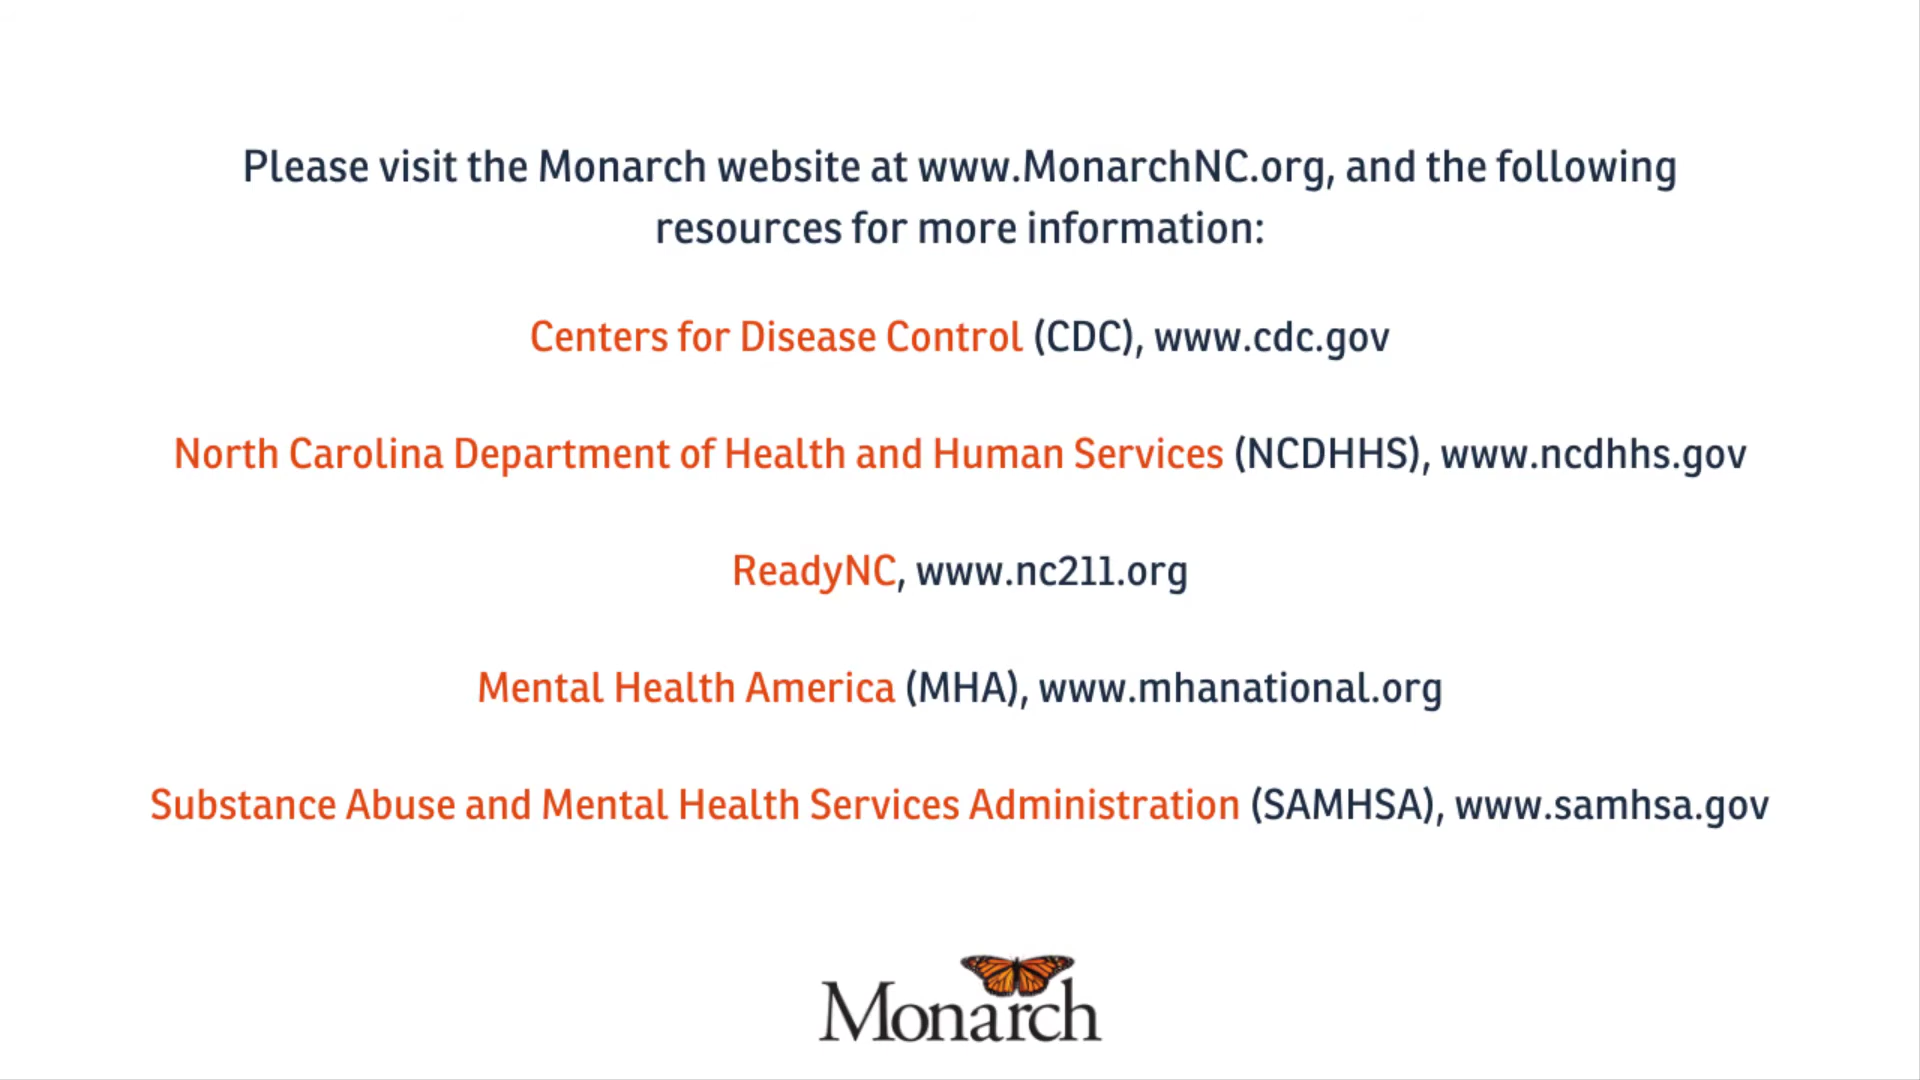 Please visit the Monarch website at www.MonarchNC.org, and the following
resources for more information:
Centers for Disease Control (CDC), www.cdc.gov
North Carolina Department of Health and Human Services (NCDHHS), www.ncdhhs.gov
ReadyNC, www.nc211.org
Mental Health America (MHA), www.mhanational.org
Substance Abuse and Mental Health Services Administration (SAMHSA), www.samhsa.gov
Monarch